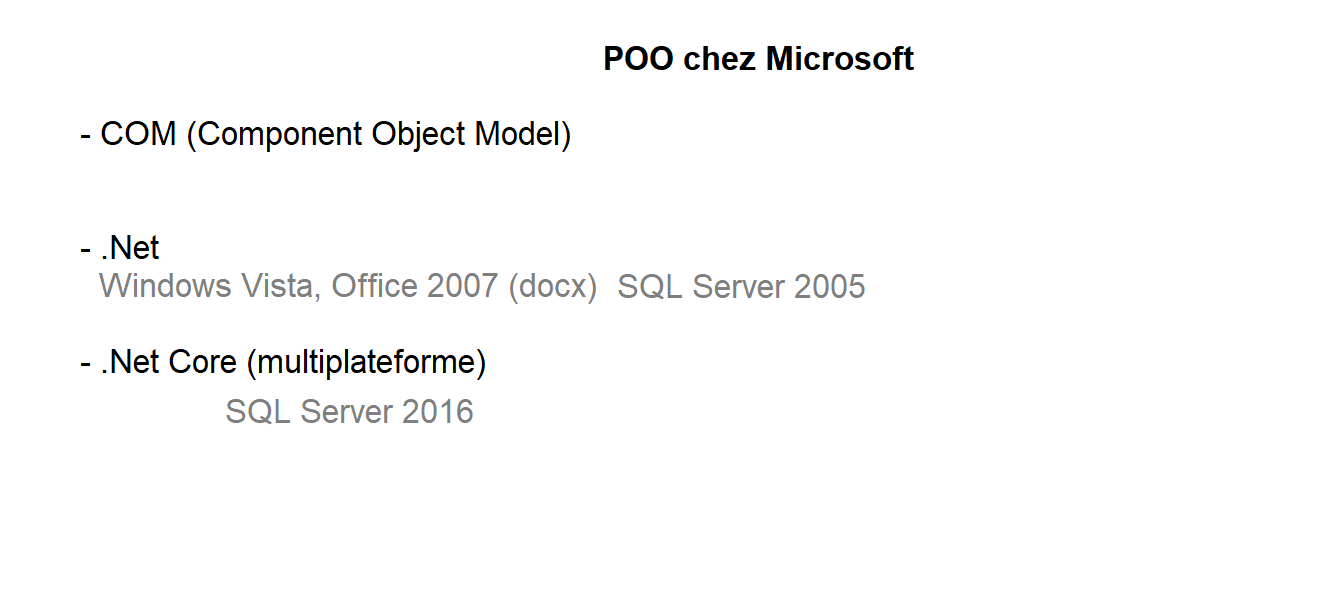 POO chez Microsoft
- COM (Component Object Model)
- .Net
Windows Vista, Office 2007 (docx) SQL Server 2005
- .Net Core (multiplateforme)
SQL Server 2016